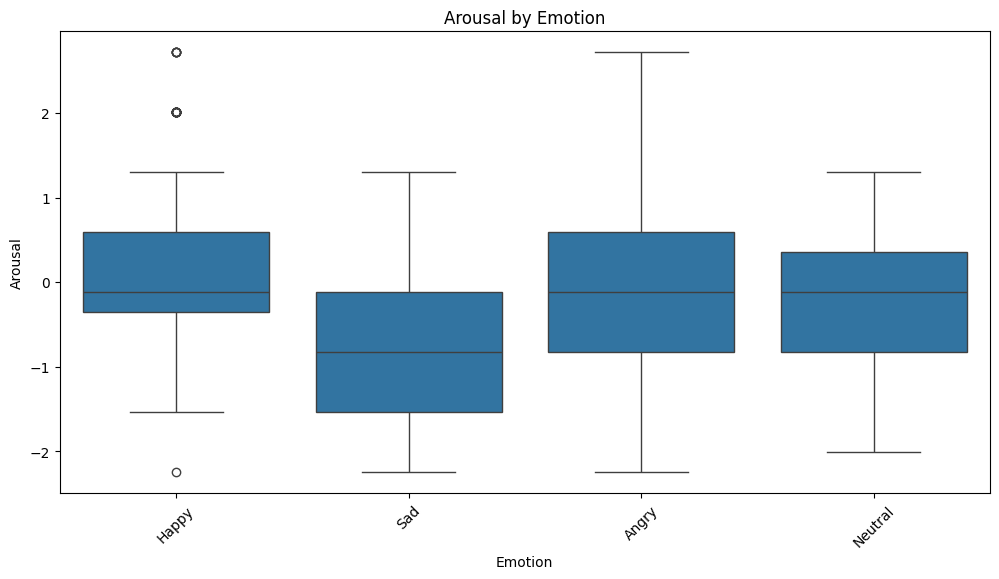 Arousal by Emotion
Arousal
2
1
0
−1
−2
Happy
Sad
Angry
Neutral
Emotion